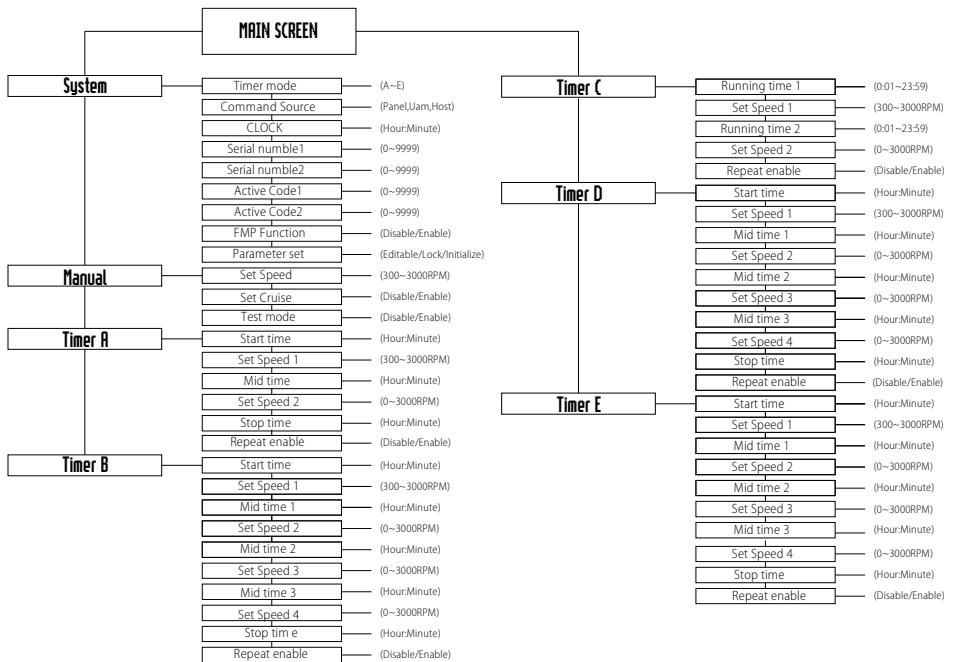 MAIN SCREEN
System
Timer mode (A~E)
Command Source (Panel,Uam,Host)
CLOCK (Hour:Minute)
Serial numble1 (0~9999)
Serial numble2 (0~9999)
Active Code1 (0~9999)
Active Code2 (0~9999)
FMP Function (Disable/Enable)
Parameter set (Editable/Lock/Initialize)
Manual
Set Speed (300~3000RPM)
Set Cruise (Disable/Enable)
Test mode (Disable/Enable)
Timer A
Start time (Hour:Minute)
Set Speed 1 (300~3000RPM)
Mid time (Hour:Minute)
Set Speed 2 (0~3000RPM)
Stop time (Hour:Minute)
Repeat enable (Disable/Enable)
Timer B
Start time (Hour:Minute)
Set Speed 1 (300~3000RPM)
Mid time 1 (Hour:Minute)
Set Speed 2 (0~3000RPM)
Mid time 2 (Hour:Minute)
Set Speed 3 (0~3000RPM)
Mid time 3 (Hour:Minute)
Set Speed 4 (0~3000RPM)
Stop tim e (Hour:Minute)
Repeat enable (Disable/Enable)
Timer C
Running time 1 (0:01~23:59)
Set Speed 1 (300~3000RPM)
Running time 2 (0:01~23:59)
Set Speed 2 (0~3000RPM)
Repeat enable (Disable/Enable)
Timer D
Start time (Hour:Minute)
Set Speed 1 (300~3000RPM)
Mid time 1 (Hour:Minute)
Set Speed 2 (0~3000RPM)
Mid time 2 (Hour:Minute)
Set Speed 3 (0~3000RPM)
Mid time 3 (Hour:Minute)
Set Speed 4 (0~3000RPM)
Stop time (Hour:Minute)
Repeat enable (Disable/Enable)
Timer E
Start time (Hour:Minute)
Set Speed 1 (300~3000RPM)
Mid time 1 (Hour:Minute)
Set Speed 2 (0~3000RPM)
Mid time 2 (Hour:Minute)
Set Speed 3 (0~3000RPM)
Mid time 3 (Hour:Minute)
Set Speed 4 (0~3000RPM)
Stop time (Hour:Minute)
Repeat enable (Disable/Enable)